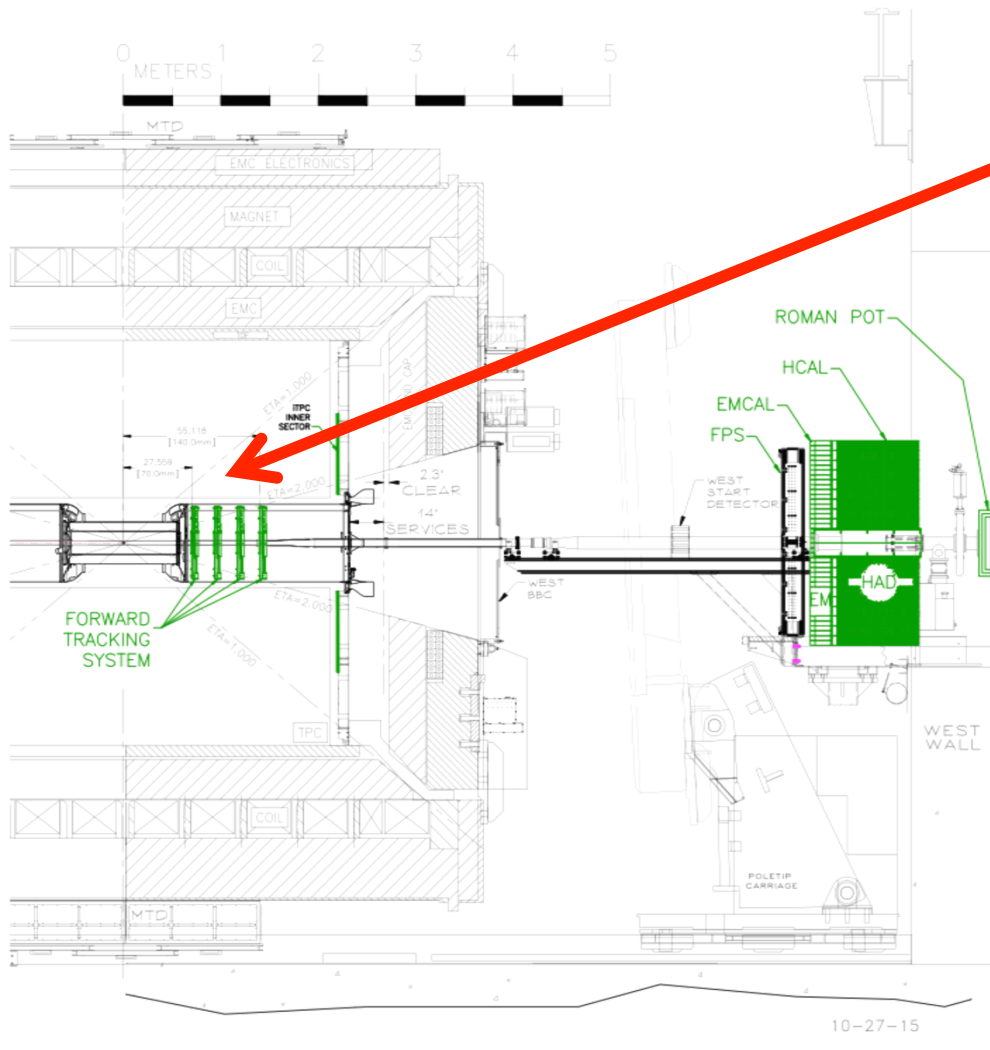 0 1 2 3 4 5
METERS
MTD
EMC ELECTRONICS
MAGNET
COIL
EMC
ROMAN POT
HCAL
EMCAL
FPS
ETA=1.000
iTPC
INNER
SECTOR
55.118
[140.0mm]
27.559
[70.0mm]
ETA=2.000
2.3"
CLEAR
14"
SERVICES
WEST
START
DETECTOR
WEST
BBC
EM
HAD
FORWARD
TRACKING
SYSTEM
ETA=2.000
ETA=1.000
TPC
WEST
WALL
COIL
POLETIP
CARRIAGE
MTD
10-27-15